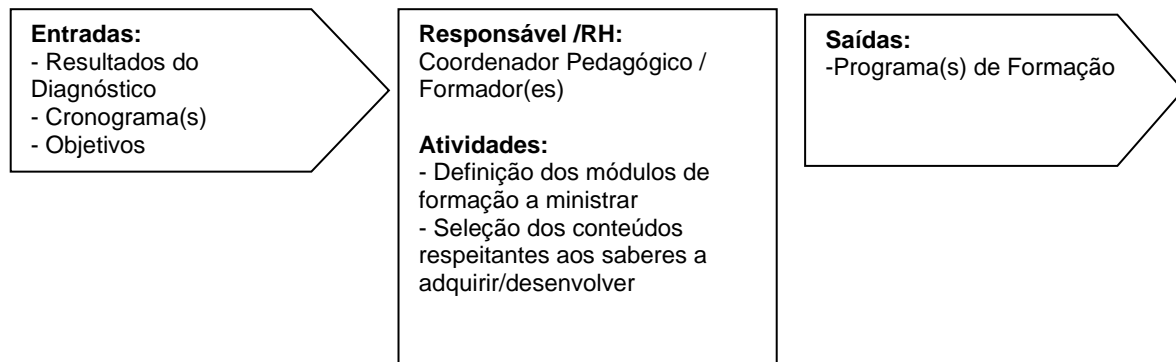 Entradas:
- Resultados do
Diagnóstico
- Cronograma(s)
- Objetivos
Responsável /RH:
Coordenador Pedagógico /
Formador(es)
Atividades:
- Definição dos módulos de
formação a ministrar
- Seleção dos conteúdos
respeitantes aos saberes a
adquirir/desenvolver
Saídas:
-Programa(s) de Formação